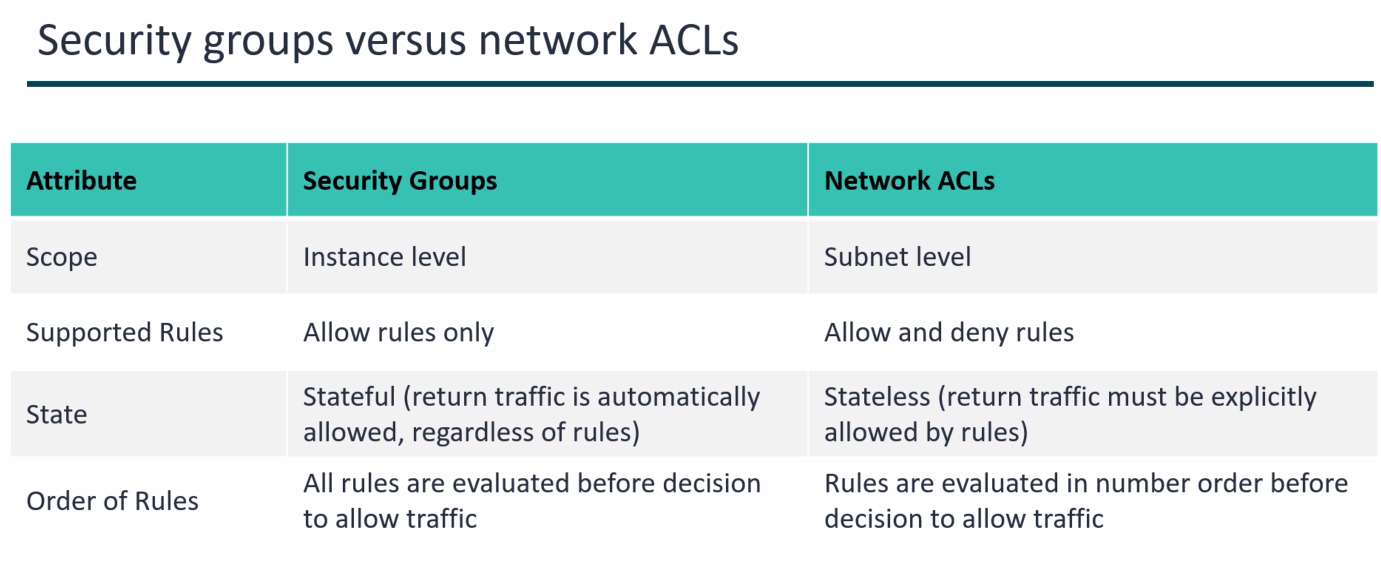 Security groups versus network ACLs
Attribute
Security Groups
Network ACLs
Scope
Instance level
Subnet level
Supported Rules
Allow rules only
Allow and deny rules
State
Stateful (return traffic is automatically
allowed, regardless of rules)
Stateless (return traffic must be explicitly
allowed by rules)
Order of Rules
All rules are evaluated before decision
to allow traffic
Rules are evaluated in number order before
decision to allow traffic